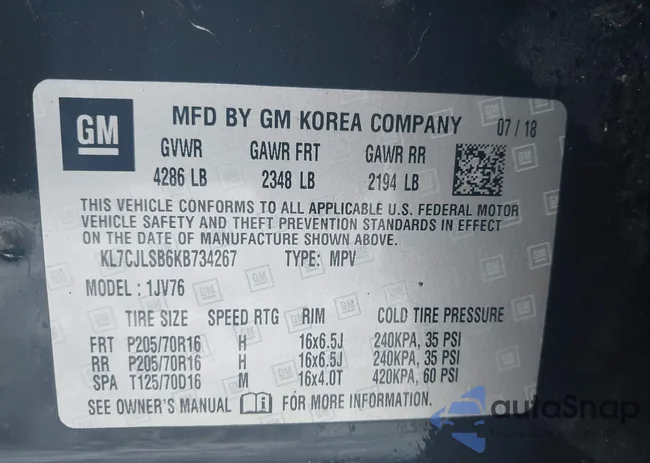 GM
MFD BY GM KOREA COMPANY 07 / 18
GVWR GAWR FRT GAWR RR
4286 LB 2348 LB 2194 LB
THIS VEHICLE CONFORMS TO ALL APPLICABLE U.S. FEDERAL MOTOR
VEHICLE SAFETY AND THEFT PREVENTION STANDARDS IN EFFECT
ON THE DATE OF MANUFACTURE SHOWN ABOVE.
KL7CJLSB6KB734267 TYPE: MPV
MODEL : 1JV76
TIRE SIZE SPEED RTG RIM COLD TIRE PRESSURE
FRT P205/70R16 H 16x6.5J 240KPA, 35 PSI
RR P205/70R16 H 16x6.5J 240KPA, 35 PSI
SPA T125/70D16 M 16x4.0T 420KPA, 60 PSI
SEE OWNER'S MANUAL FOR MORE INFORMATION.
autoSnap